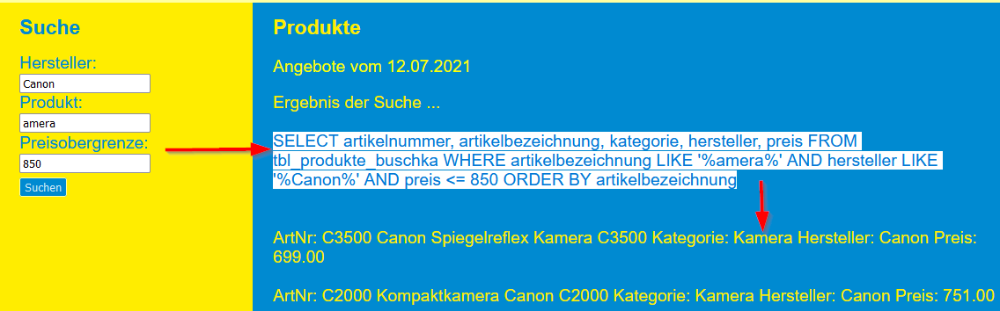 Suche
Hersteller:
Canon
Produkt:
amera
Preisobergrenze:
850
Suchen
Produkte
Angebote vom 12.07.2021
Ergebnis der Suche ...
SELECT artikelnummer, artikelbezeichnung, kategorie, hersteller, preis FROM
tbl_produkte_buschka WHERE artikelbezeichnung LIKE '%amera%' AND hersteller LIKE
'%Canon%' AND preis <= 850 ORDER BY artikelbezeichnung
ArtNr: C3500 Canon Spiegelreflex Kamera C3500 Kategorie: Kamera Hersteller: Canon Preis:
699.00
ArtNr: C2000 Kompaktkamera Canon C2000 Kategorie: Kamera Hersteller: Canon Preis: 751.00